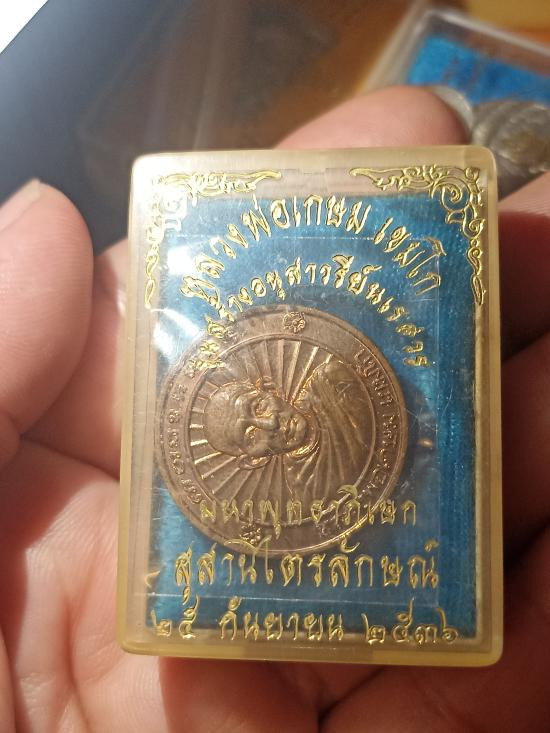 หลวงพ่อเกษม เขมโก
รุ่นสร้างอนุสาวรีย์นเรศวร
มหาพุทธาภิเษก
สุสานไตรลักษณ์
๒๕ กันยายน ๒๕๓๖